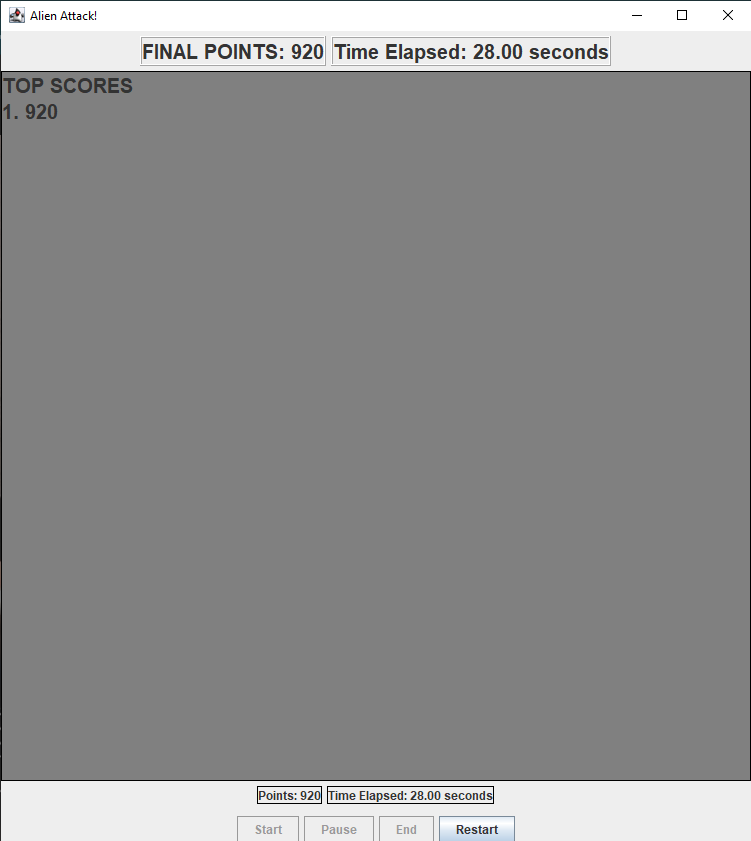 Alien Attack!
FINAL POINTS: 920 Time Elapsed: 28.00 seconds
TOP SCORES
1. 920
Points: 920 Time Elapsed: 28.00 seconds
Start Pause End Restart